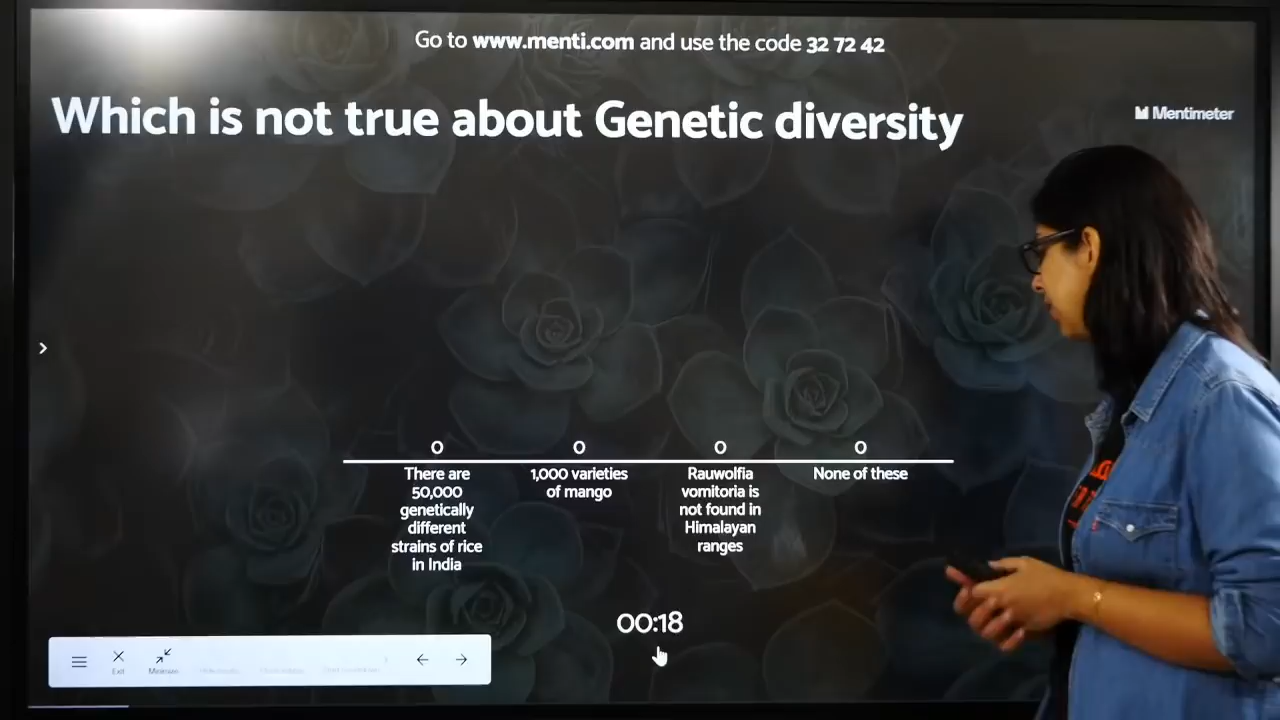 Go to www.menti.com and use the code 32 72 42
Which is not true about Genetic diversity
Mentimeter
0
0
0
0
There are
50,000
genetically
different
strains of rice
in India
1,000 varieties
of mango
Rauwolfia
vomitoria is
not found in
Himalayan
ranges
None of these
00:18
Exit
Minimize